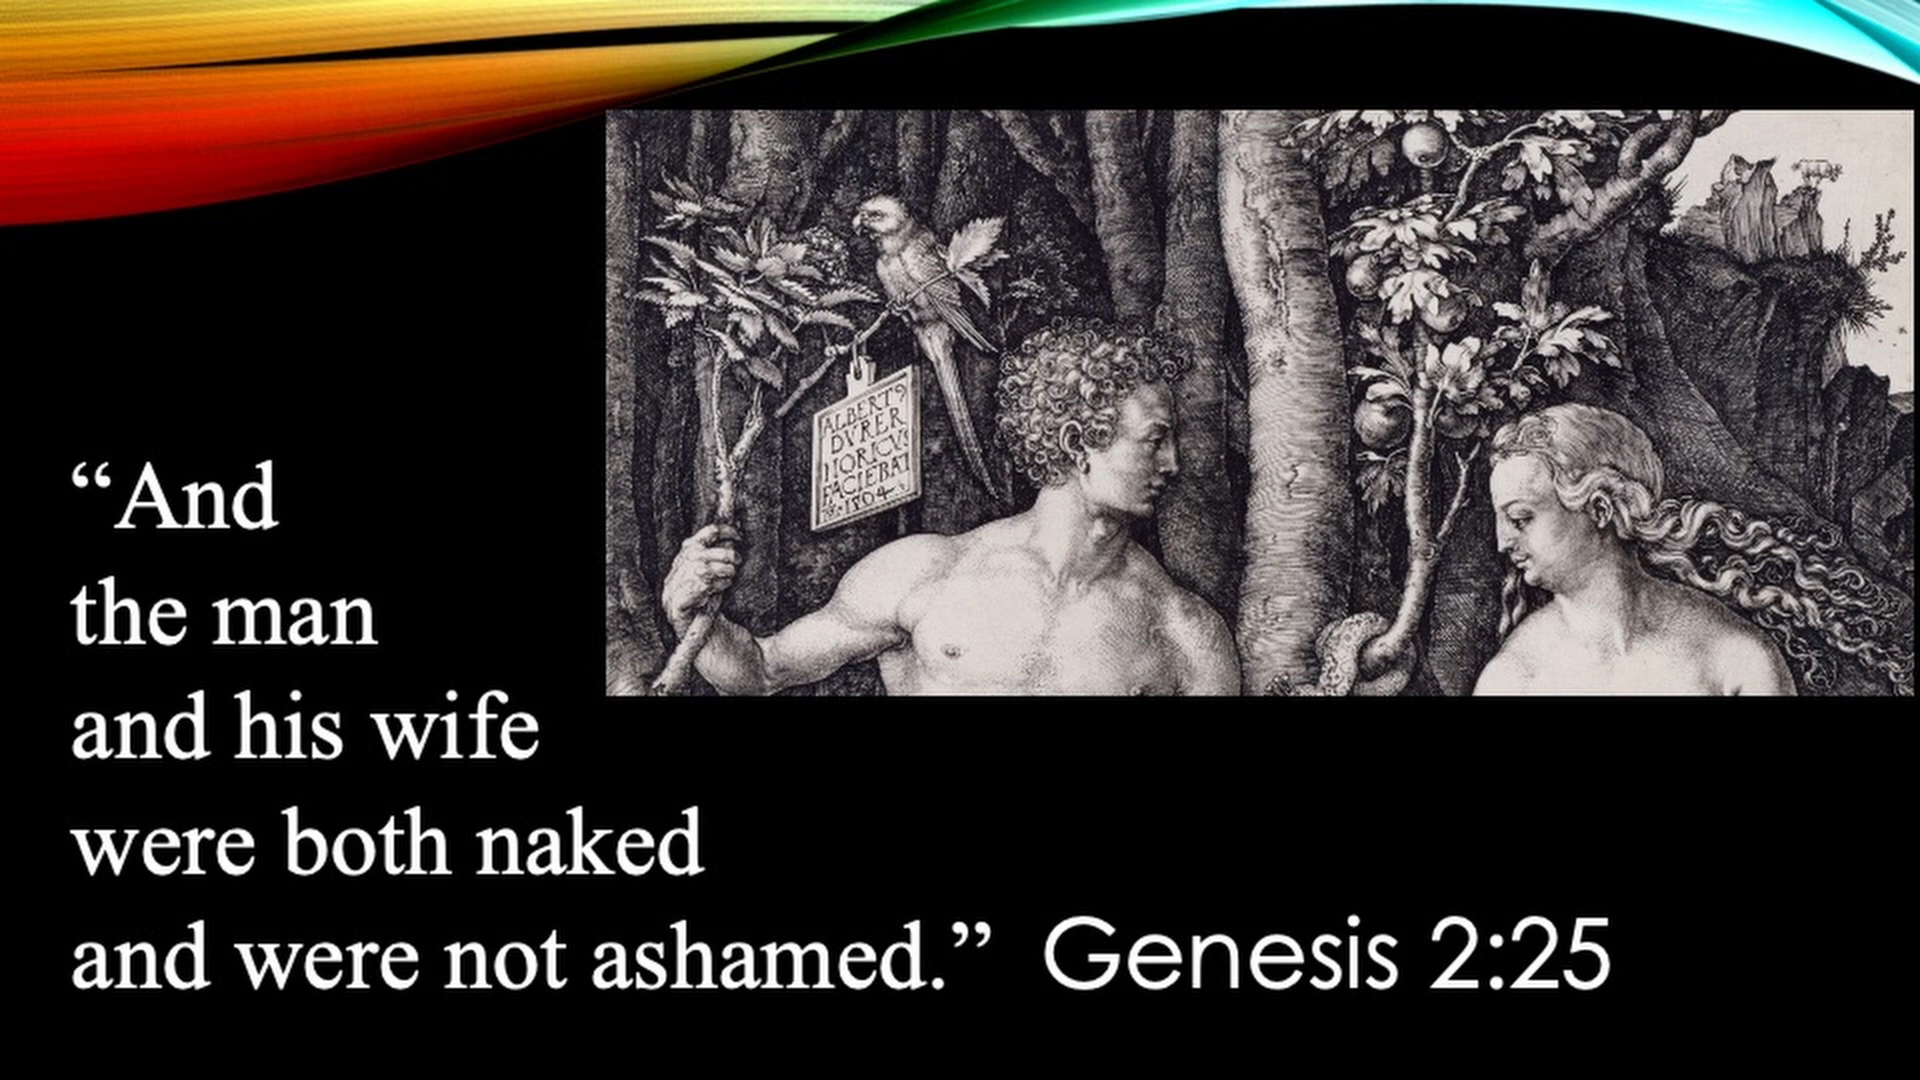 ALBERT9
DVRER
NORICVS
FACIEBAT
1504
“And
the man
and his wife
were both naked
and were not ashamed.” Genesis 2:25